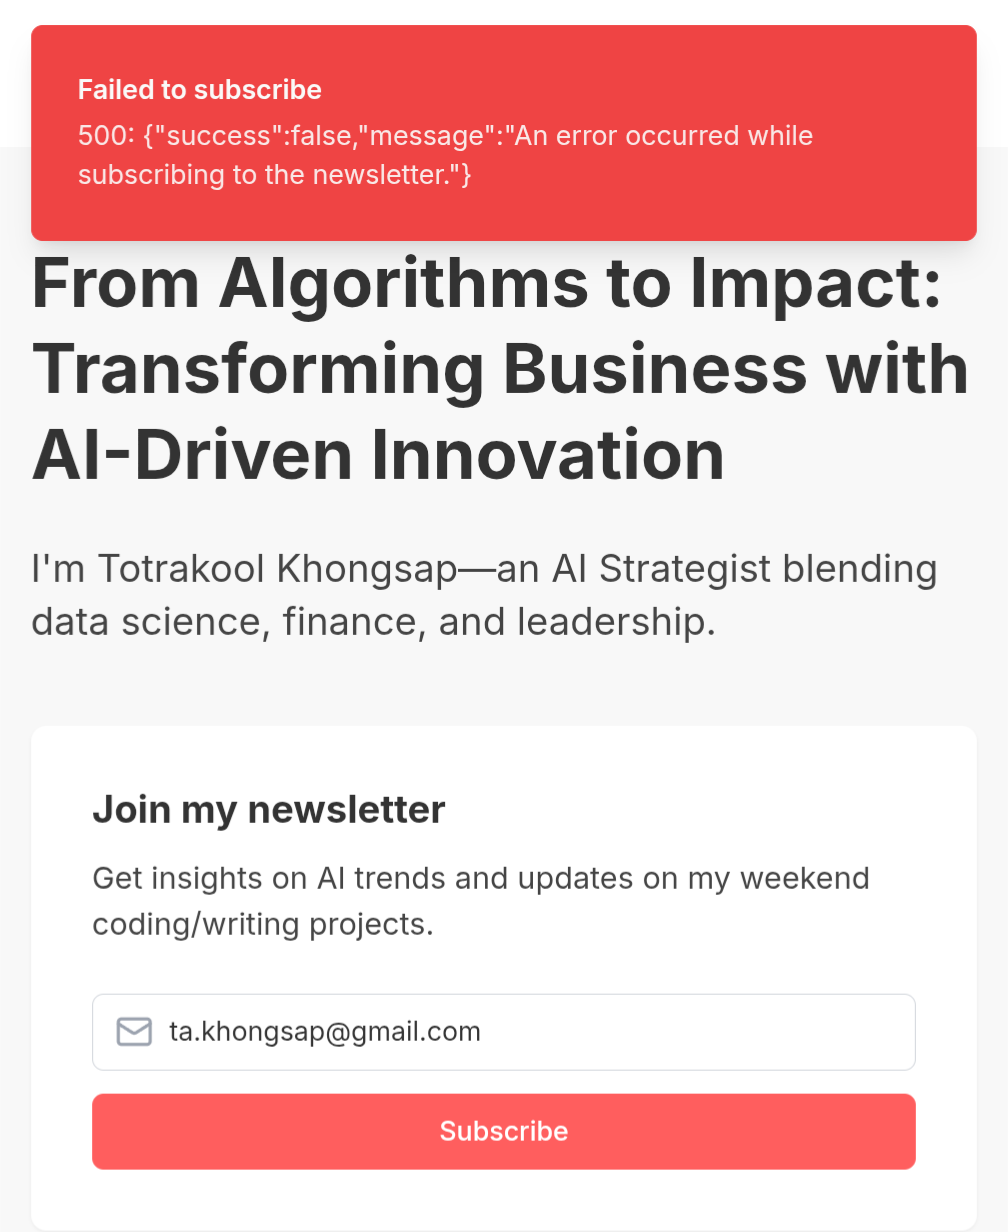 Failed to subscribe
500: {"success":false,"message":"An error occurred while
subscribing to the newsletter."}
From Algorithms to Impact:
Transforming Business with
AI-Driven Innovation
I'm Totrakool Khongsap—an AI Strategist blending
data science, finance, and leadership.
Join my newsletter
Get insights on AI trends and updates on my weekend
coding/writing projects.
ta.khongsap@gmail.com
Subscribe